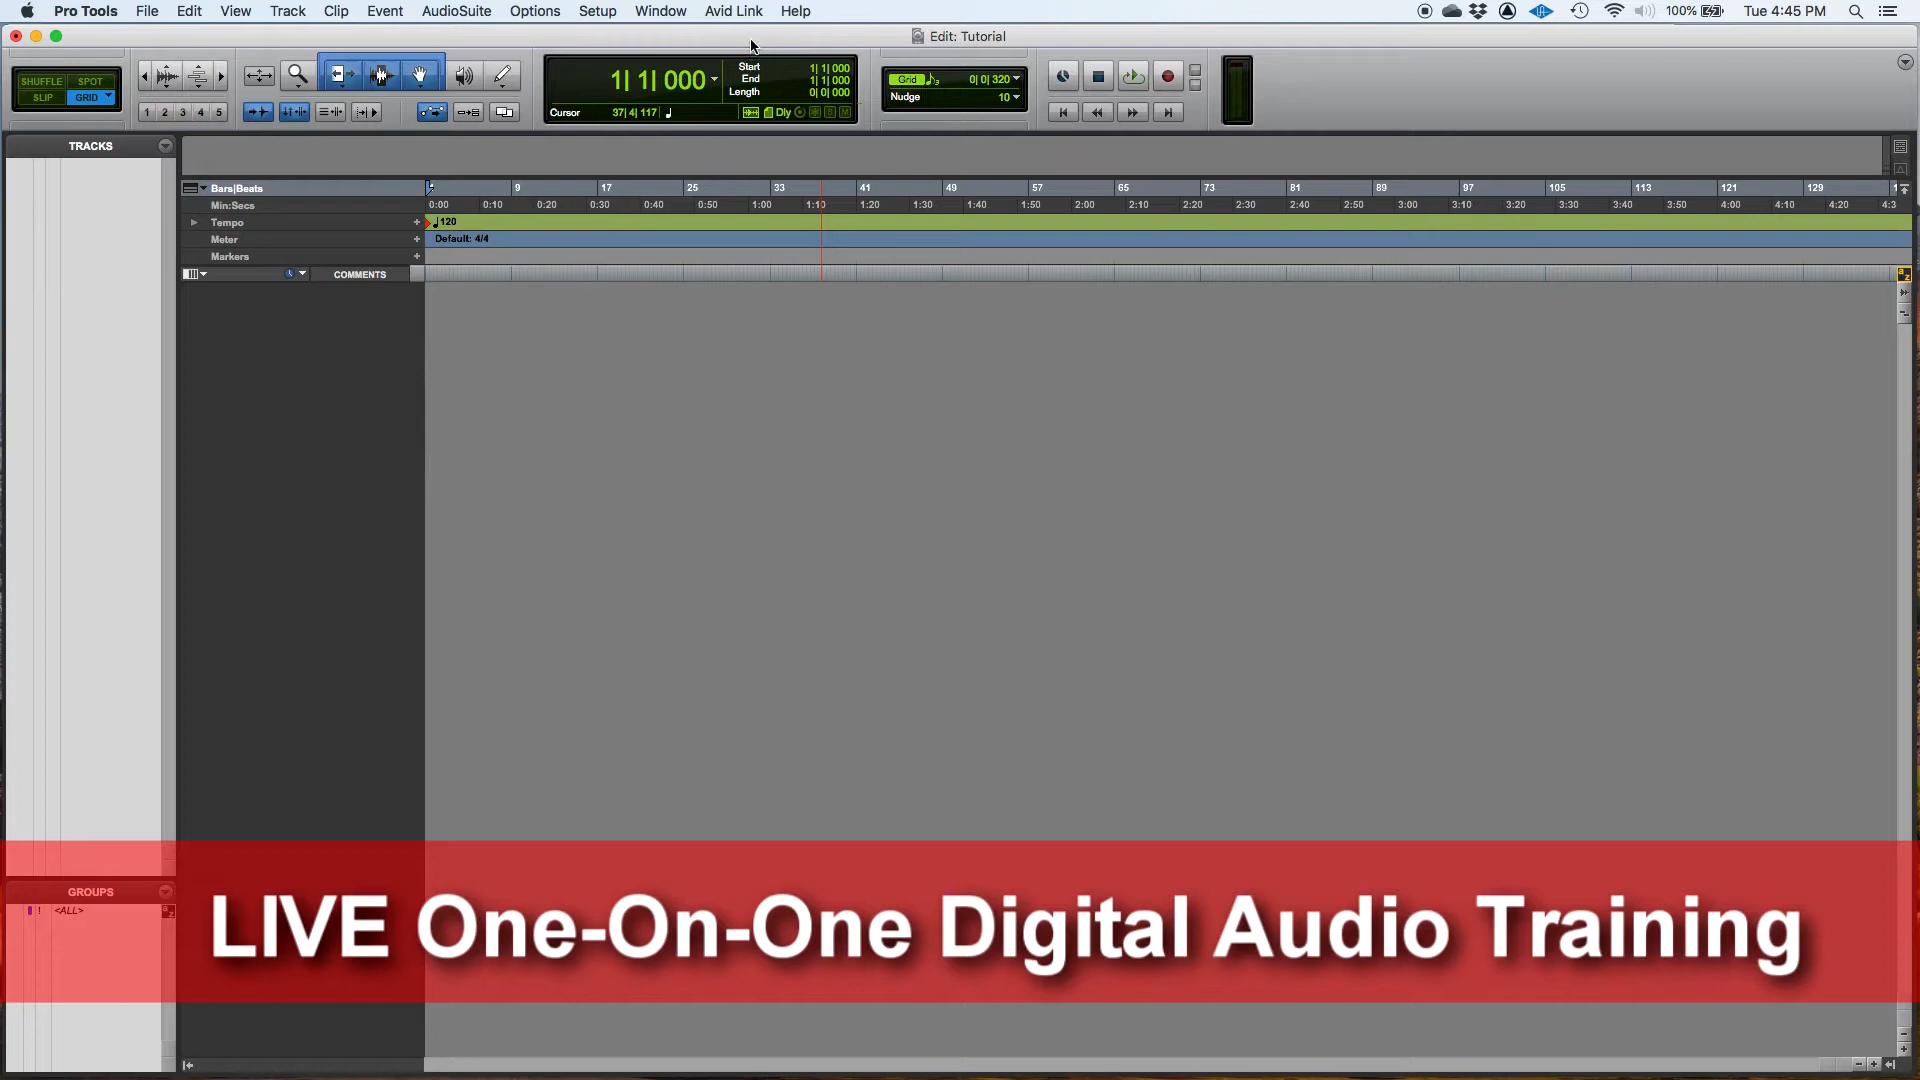 Pro Tools File Edit View Track Clip Event AudioSuite Options Setup Window Avid Link Help 100% Tue 4:45 PM
Edit: Tutorial
SHUFFLE SPOT
SLIP GRID
1 2 3 4 5
1| 1| 000
Start 1| 1| 000
End 1| 1| 000
Length 0| 0| 000
Cursor 37| 4| 117 Dly S M
Grid 0| 0| 320
Nudge 10
TRACKS
Bars|Beats 9 17 25 33 41 49 57 65 73 81 89 97 105 113 121 129
Min:Secs 0:00 0:10 0:20 0:30 0:40 0:50 1:00 1:10 1:20 1:30 1:40 1:50 2:00 2:10 2:20 2:30 2:40 2:50 3:00 3:10 3:20 3:30 3:40 3:50 4:00 4:10 4:20 4:3
Tempo + 120
Meter + Default: 4/4
Markers +
COMMENTS
a z
GROUPS
! <ALL> a z
LIVE One-On-One Digital Audio Training